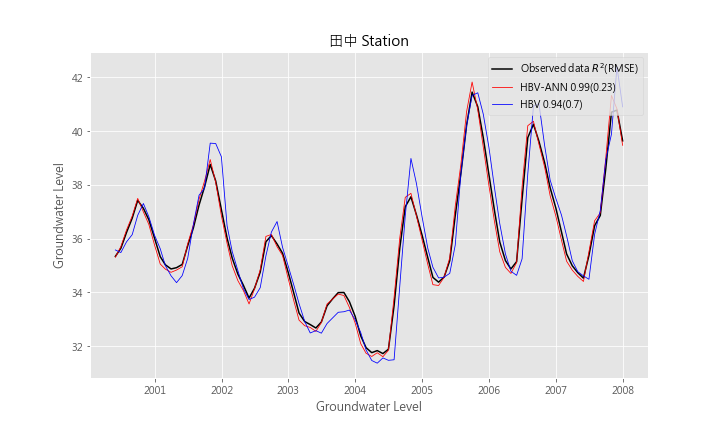 田中 Station
Observed data R²(RMSE)
HBV-ANN 0.99(0.23)
HBV 0.94(0.7)
Groundwater Level
42
40
38
36
34
32
2001
2002
2003
2004
2005
2006
2007
2008
Groundwater Level